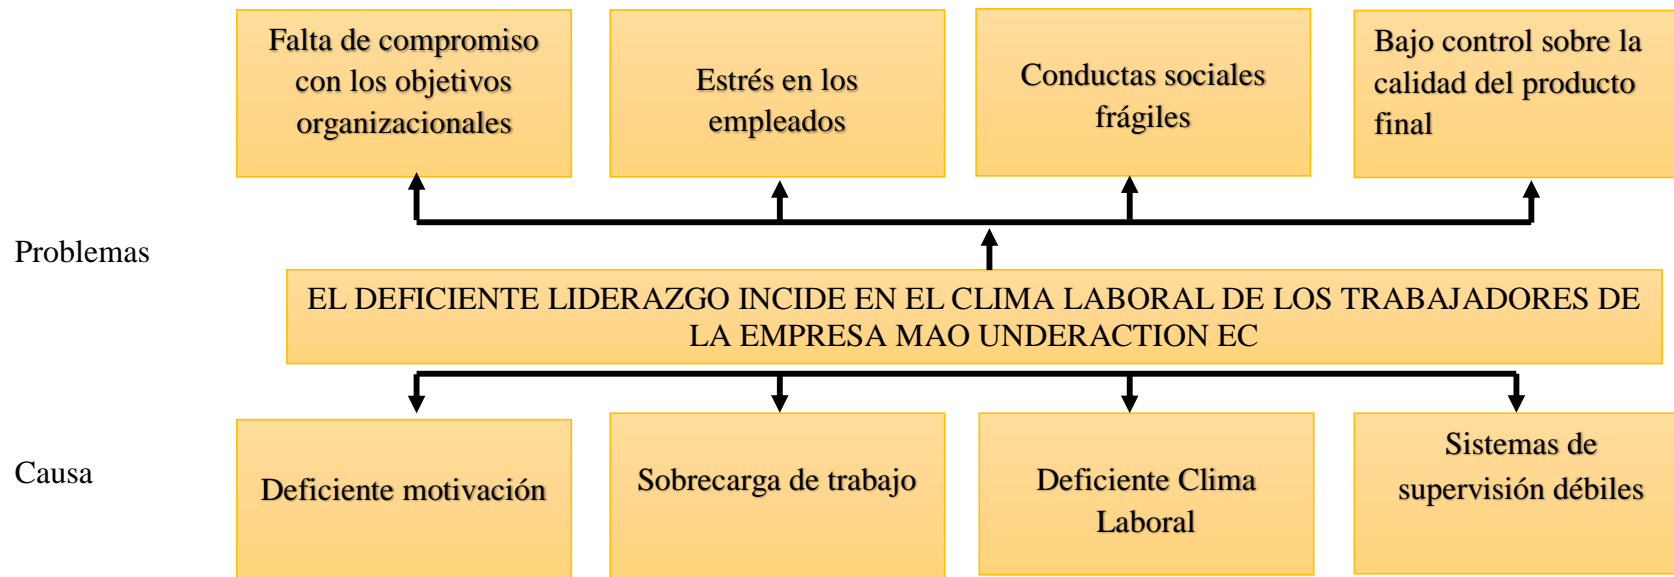 Falta de compromiso
con los objetivos
organizacionales
Estrés en los
empleados
Conductas sociales
frágiles
Bajo control sobre la
calidad del producto
final
Problemas
EL DEFICIENTE LIDERAZGO INCIDE EN EL CLIMA LABORAL DE LOS TRABAJADORES DE
LA EMPRESA MAO UNDERACTION EC
Causa
Deficiente motivación
Sobrecarga de trabajo
Deficiente Clima
Laboral
Sistemas de
supervisión débiles